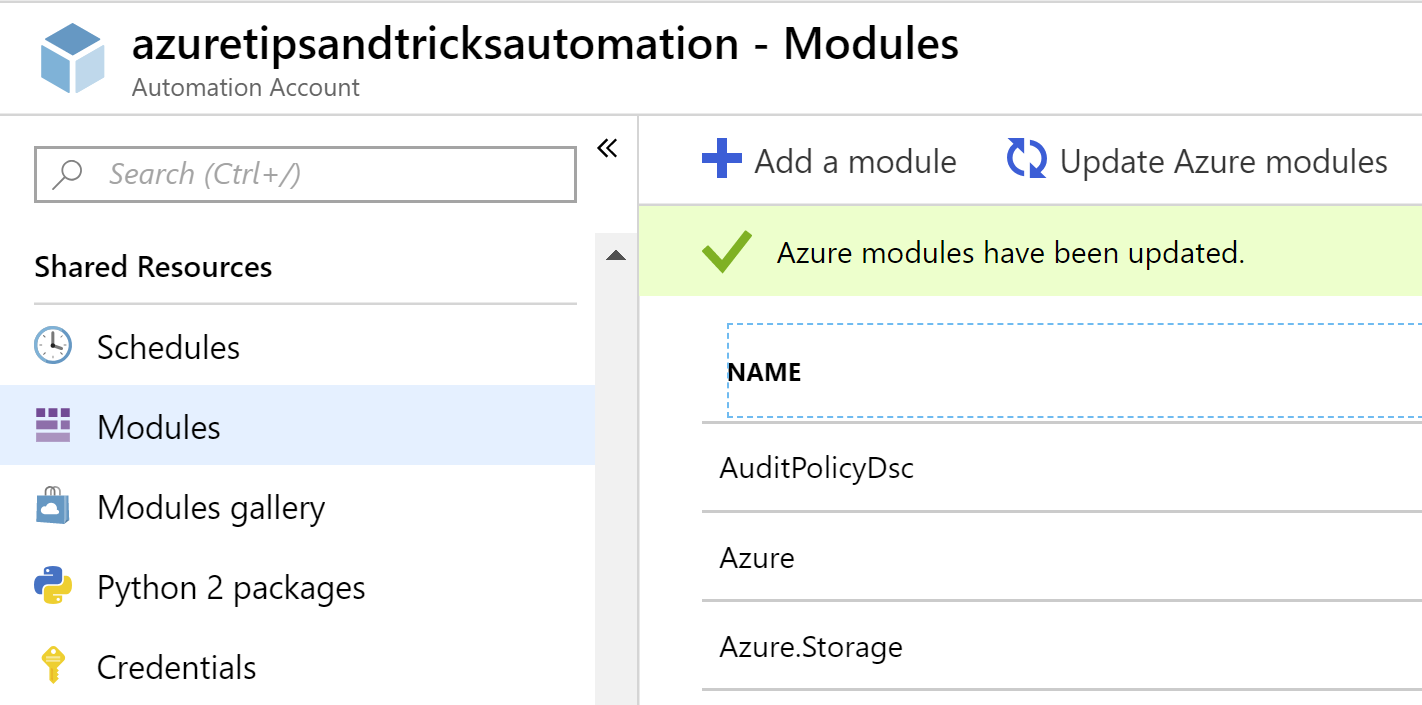 azuretipsandtricksautomation - Modules
Automation Account
Search (Ctrl+/)
Shared Resources
Schedules
Modules
Modules gallery
Python 2 packages
Credentials
Add a module
Update Azure modules
Azure modules have been updated.
NAME
AuditPolicyDsc
Azure
Azure.Storage